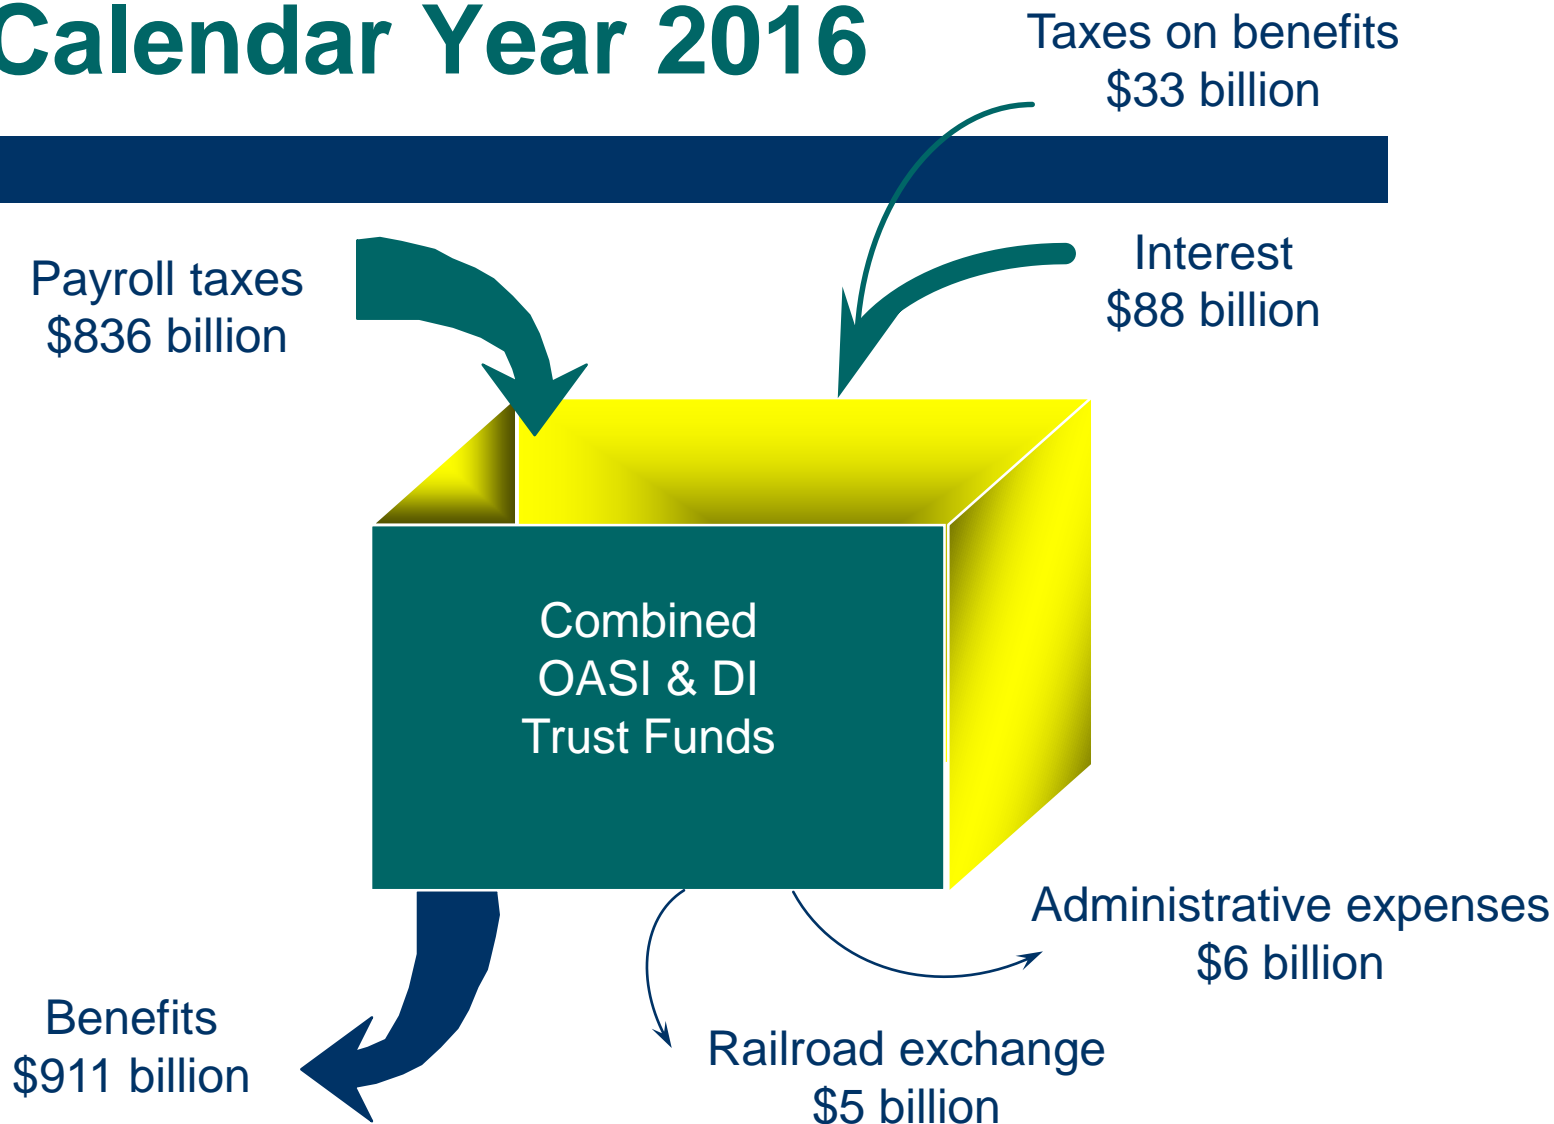 Calendar Year 2016
Taxes on benefits
$33 billion
Payroll taxes
$836 billion
Interest
$88 billion
Combined
OASI & DI
Trust Funds
Administrative expenses
$6 billion
Benefits
$911 billion
Railroad exchange
$5 billion